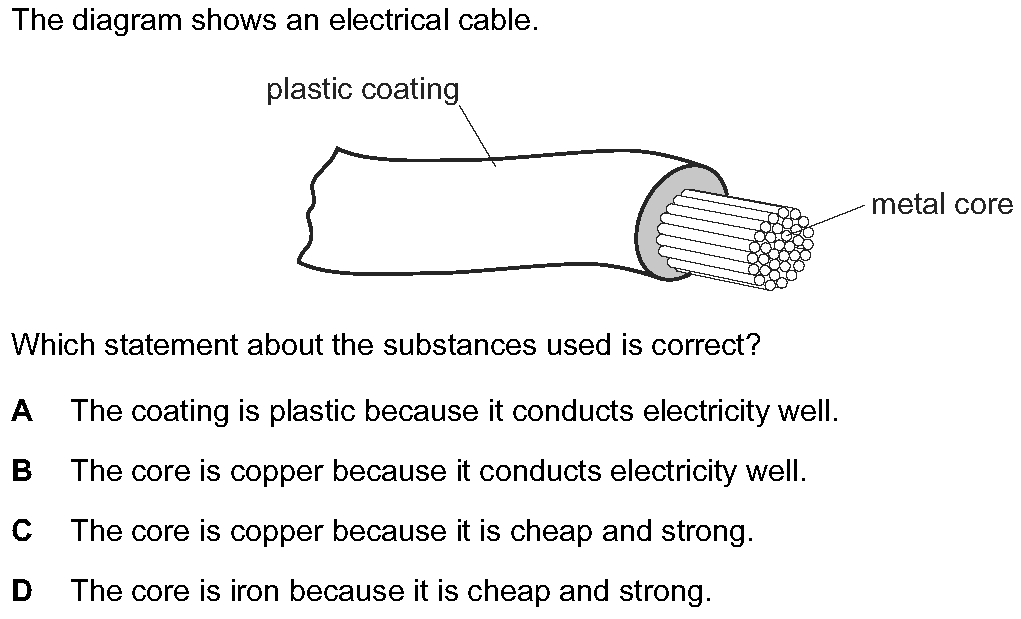 The diagram shows an electrical cable.
plastic coating
metal core
Which statement about the substances used is correct?
A The coating is plastic because it conducts electricity well.
B The core is copper because it conducts electricity well.
C The core is copper because it is cheap and strong.
D The core is iron because it is cheap and strong.